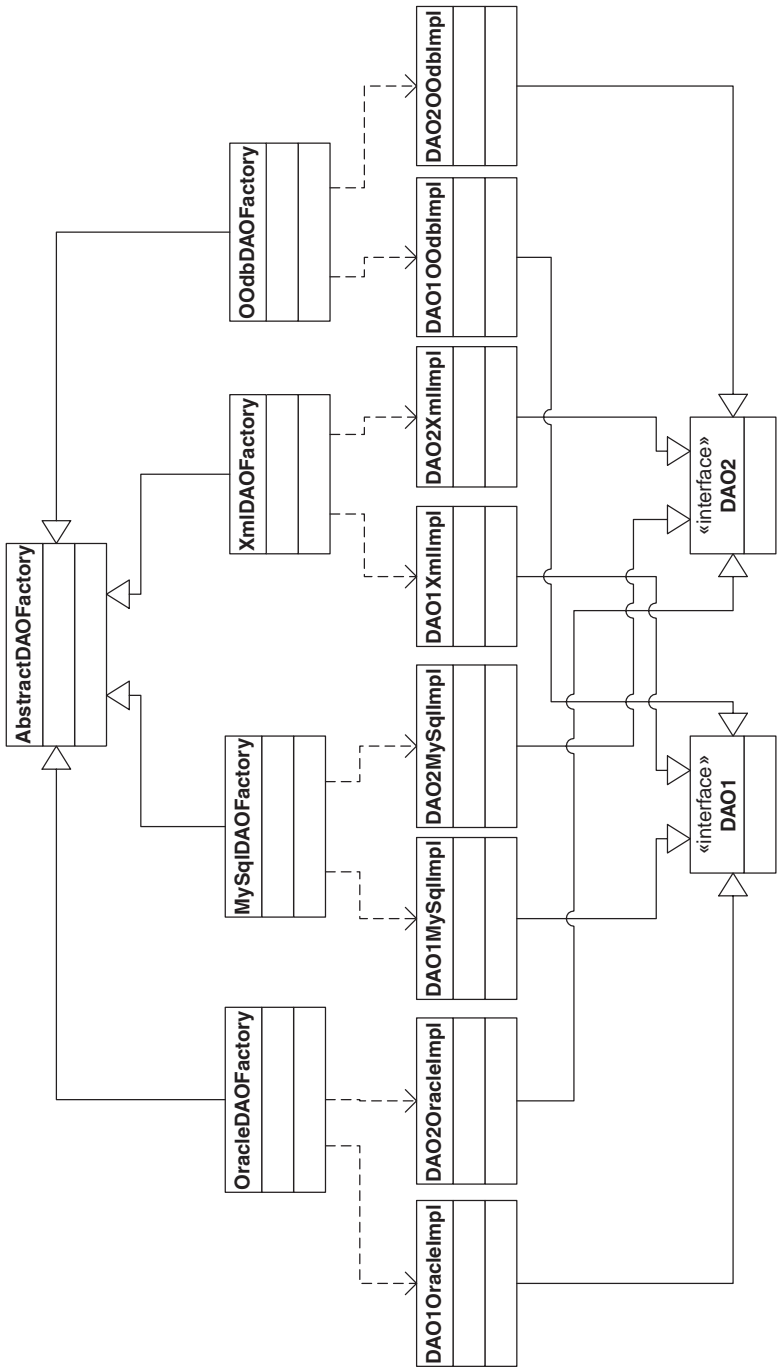 AbstractDAOFactory
OracleDAOFactory
MySqlDAOFactory
XmlDAOFactory
OOdbDAOFactory
DAO1OracleImpl
DAO2OracleImpl
DAO1MySqlImpl
DAO2MySqlImpl
DAO1XmlImpl
DAO2XmlImpl
DAO1OOdbImpl
DAO2OOdbImpl
«interface»
DAO1
«interface»
DAO2